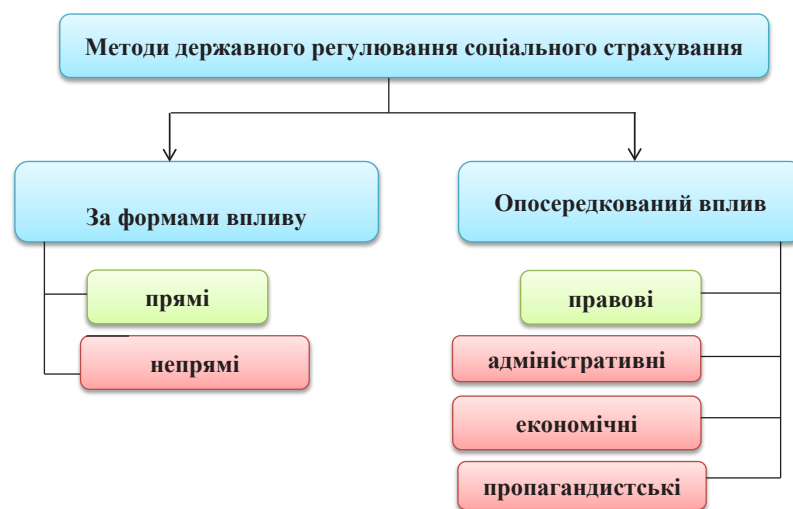 Методи державного регулювання соціального страхування
За формами впливу
прямі
непрямі
Опосередкований вплив
правові
адміністративні
економічні
пропагандистські